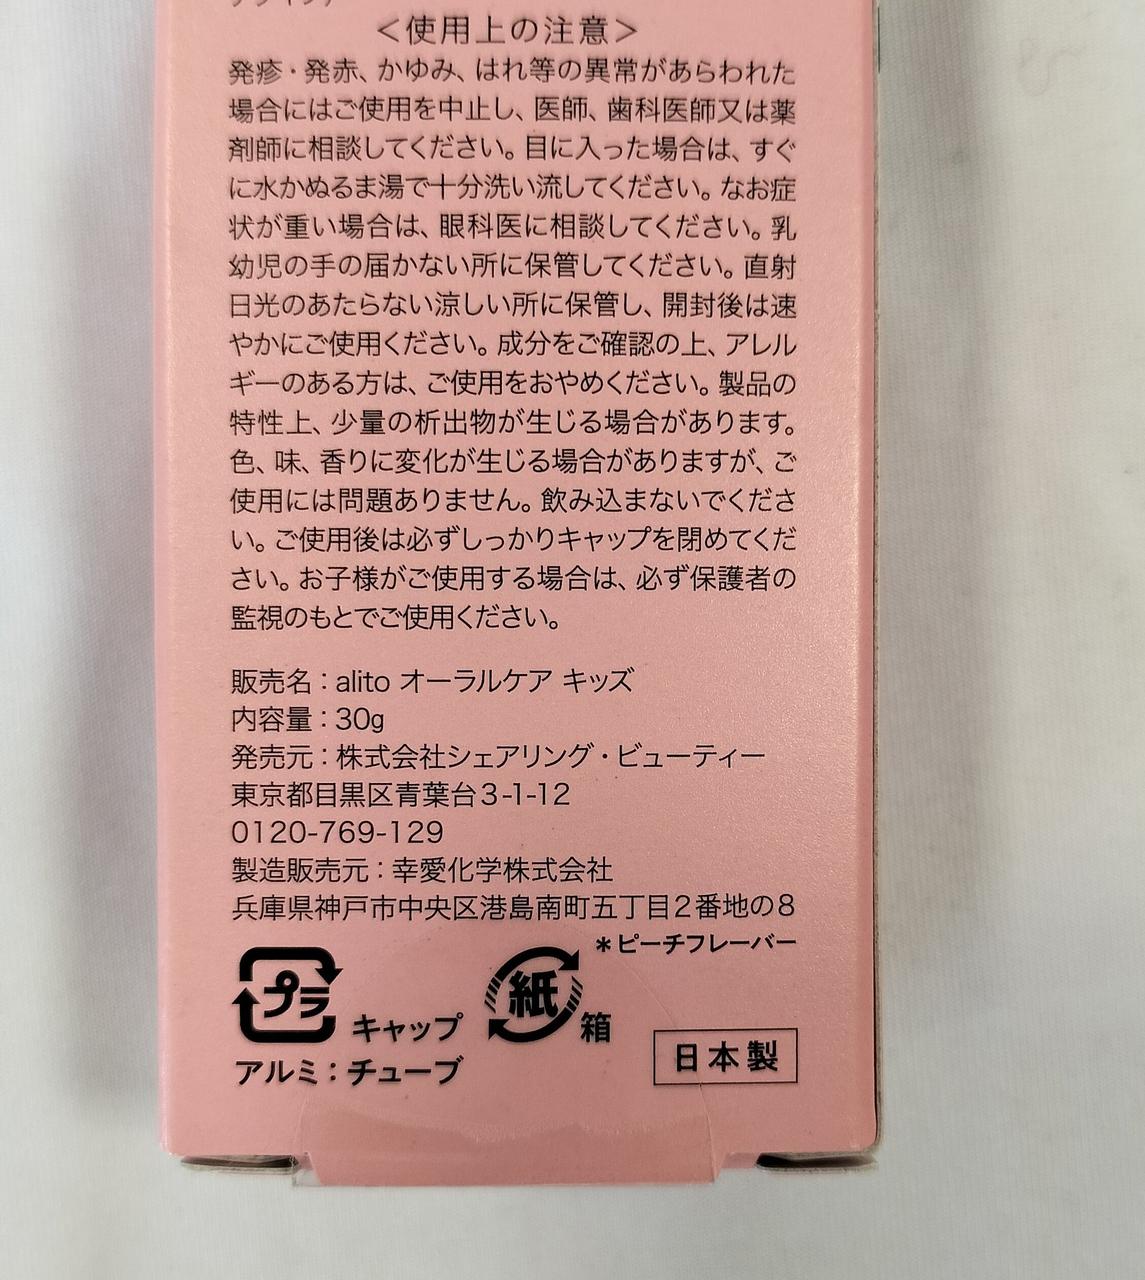 ＜使用上の注意＞
発疹・発赤、かゆみ、はれ等の異常があらわれた
場合にはご使用を中止し、医師、歯科医師又は薬
剤師に相談してください。目に入った場合は、すぐ
に水かぬるま湯で十分洗い流してください。なお症
状が重い場合は、眼科医に相談してください。乳
幼児の手の届かない所に保管してください。直射
日光のあたらない涼しい所に保管し、開封後は速
やかにご使用ください。成分をご確認の上、アレル
ギーのある方は、ご使用をおやめください。製品の
特性上、少量の析出物が生じる場合があります。
色、味、香りに変化が生じる場合がありますが、ご
使用には問題ありません。飲み込まないでくださ
い。ご使用後は必ずしっかりキャップを閉めてくだ
さい。お子様がご使用する場合は、必ず保護者の
監視のもとでご使用ください。
販売名：alito オーラルケア キッズ
内容量：30g
発売元：株式会社シェアリング・ビューティー
東京都目黒区青葉台3-1-12
0120-769-129
製造販売元：幸愛化学株式会社
兵庫県神戸市中央区港島南町五丁目2番地の8
＊ピーチフレーバー
プラ キャップ 紙 箱
アルミ：チューブ
日本製